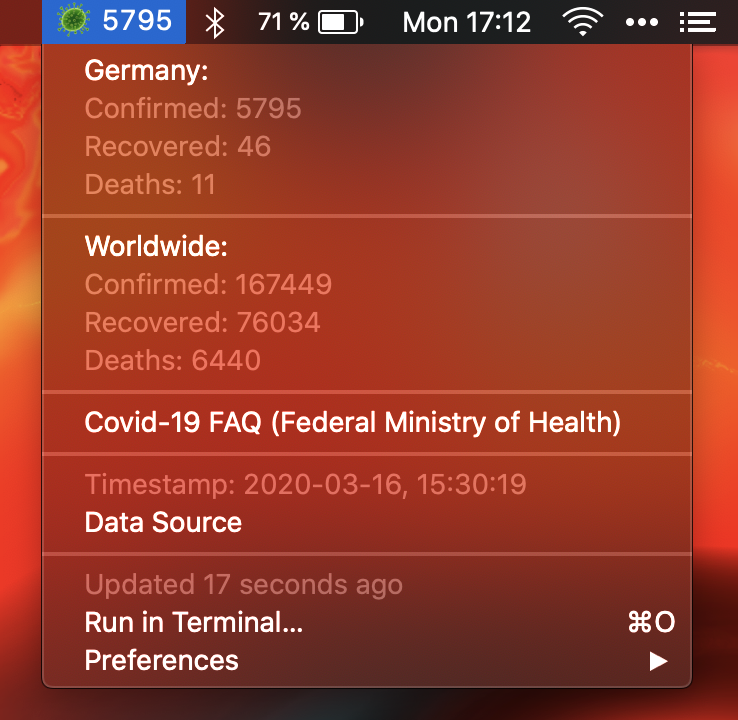 5795 71 % Mon 17:12
Germany:
Confirmed: 5795
Recovered: 46
Deaths: 11
Worldwide:
Confirmed: 167449
Recovered: 76034
Deaths: 6440
Covid-19 FAQ (Federal Ministry of Health)
Timestamp: 2020-03-16, 15:30:19
Data Source
Updated 17 seconds ago
Run in Terminal... ⌘O
Preferences